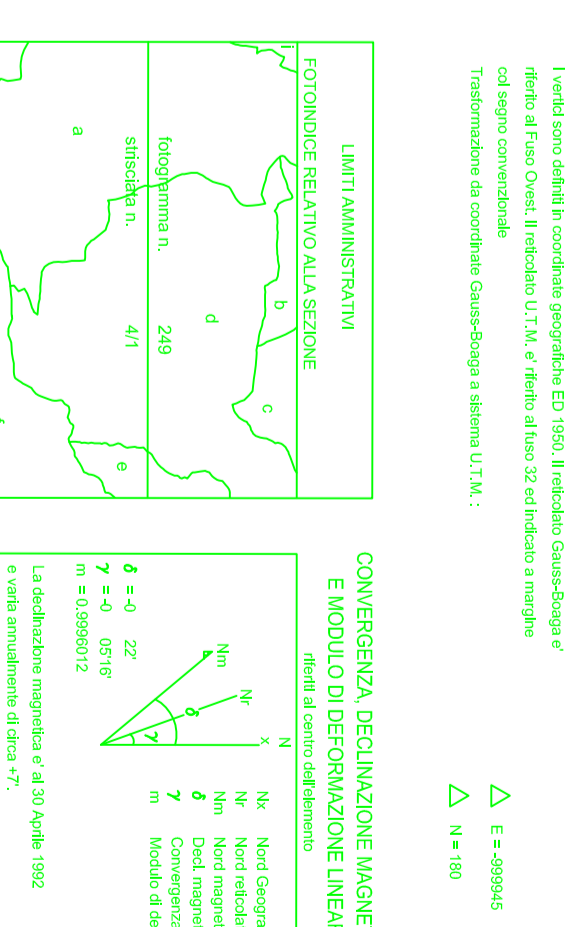 I vertici sono definiti in coordinate geografiche ED 1950. Il reticolato Gauss-Boaga e'
riferito al Fuso Ovest. Il reticolato U.T.M. e' riferito al fuso 32 ed indicato a margine
col segno convenzionale
Trasformazione da coordinate Gauss-Boaga a sistema U.T.M. :
E = -999945
N = 180
LIMITI AMMINISTRATIVI
FOTOINDICE RELATIVO ALLA SEZIONE
i
b
c
d
fotogramma n. 249
strisciata n. 4/1
e
a
CONVERGENZA, DECLINAZIONE MAGNE
E MODULO DI DEFORMAZIONE LINEA
riferiti al centro dell'elemento
N
x
Nr
Nm
δ
γ
δ = -0 22'
γ = -0 05'16'
m = 0.9996012
Nx Nord Geogra
Nr Nord reticola
Nm Nord magnet
δ Decl. magnet
γ Convergenza
m Modulo di de
La declinazione magnetica e' al 30 Aprile 1992
e varia annualmente di circa +7'.